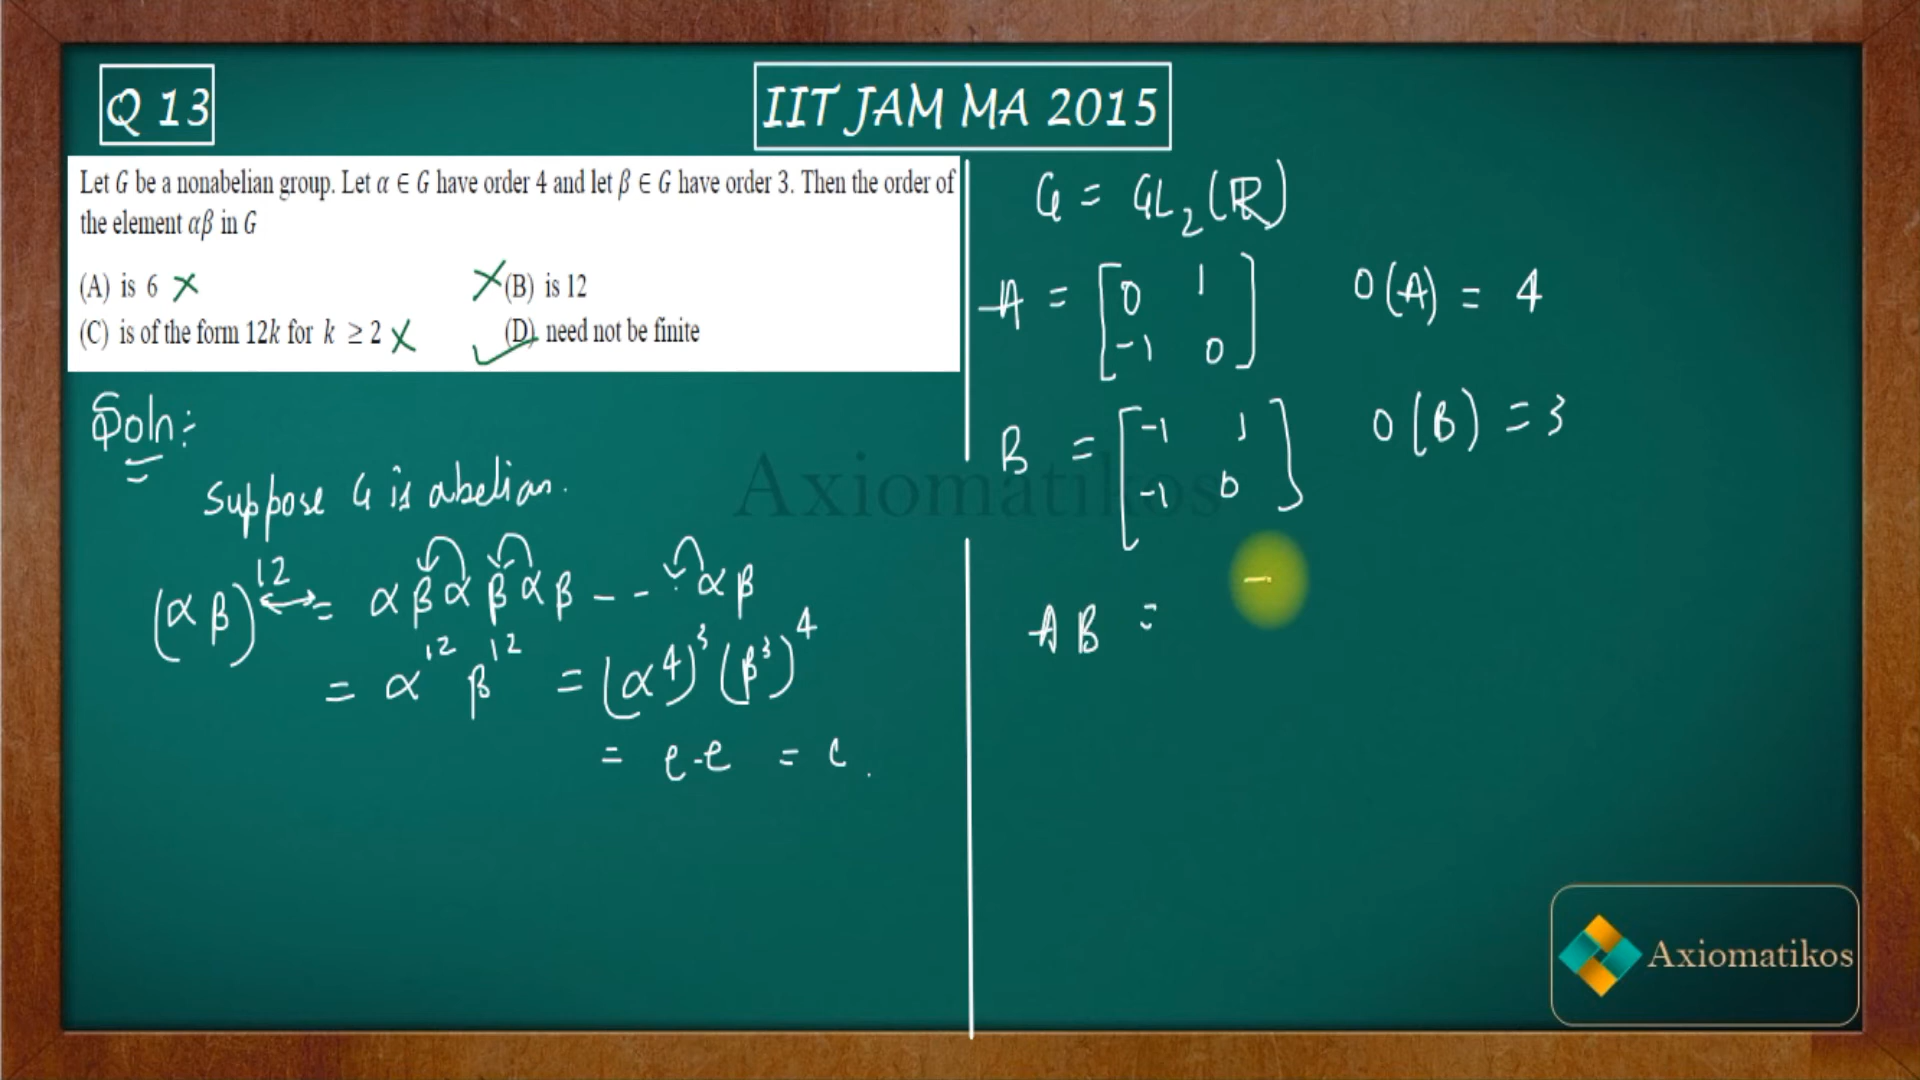 Q 13
IIT JAM MA 2015
Let G be a nonabelian group. Let α ∈ G have order 4 and let β ∈ G have order 3. Then the order of
the element αβ in G
(A) is 6 ×
×(B) is 12
(C) is of the form 12k for k ≥ 2 ×
✓(D) need not be finite
Soln:-
Suppose G is abelian.
(αβ)^12 = αβαβαβ - - · αβ
= α^12 β^12 = (α^4)^3 (β^3)^4
= e·e = e.
G = GL₂(ℝ)
A = [0 1
-1 0]
O(A) = 4
B = [-1 1
-1 0]
O(B) = 3
AB =
Axiomatikos
Axiomatikos